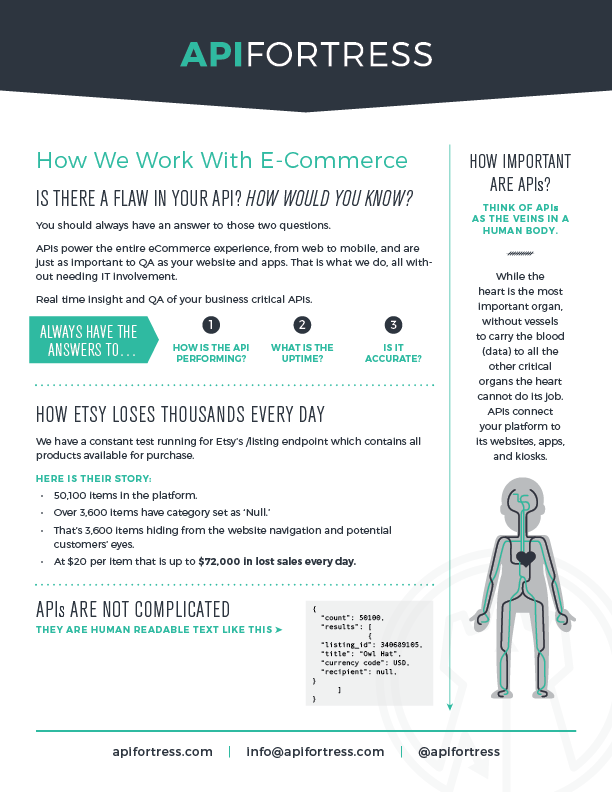 APIFORTRESS
How We Work With E-Commerce
IS THERE A FLAW IN YOUR API? HOW WOULD YOU KNOW?
You should always have an answer to those two questions.
APIs power the entire eCommerce experience, from web to mobile, and are
just as important to QA as your website and apps. That is what we do, all with-
out needing IT involvement.
Real time insight and QA of your business critical APIs.
ALWAYS HAVE THE
ANSWERS TO...
1
HOW IS THE API
PERFORMING?
2
WHAT IS THE
UPTIME?
3
IS IT
ACCURATE?
HOW ETSY LOSES THOUSANDS EVERY DAY
We have a constant test running for Etsy's /listing endpoint which contains all
products available for purchase.
HERE IS THEIR STORY:
• 50,100 items in the platform.
• Over 3,600 items have category set as 'Null.'
• That's 3,600 items hiding from the website navigation and potential
customers' eyes.
• At $20 per item that is up to $72,000 in lost sales every day.
APIs ARE NOT COMPLICATED
THEY ARE HUMAN READABLE TEXT LIKE THIS ➤
{
"count": 50100,
"results": [
{
"listing_id": 340689105,
"title": "Owl Hat",
"currency code": USD,
"recipient": null,
}
]
}
HOW IMPORTANT
ARE APIs?
THINK OF APIs
AS THE VEINS IN A
HUMAN BODY.
While the
heart is the most
important organ,
without vessels
to carry the blood
(data) to all the
other critical
organs the heart
cannot do its job.
APIs connect
your platform to
its websites, apps,
and kiosks.
apifortress.com | info@apifortress.com | @apifortress